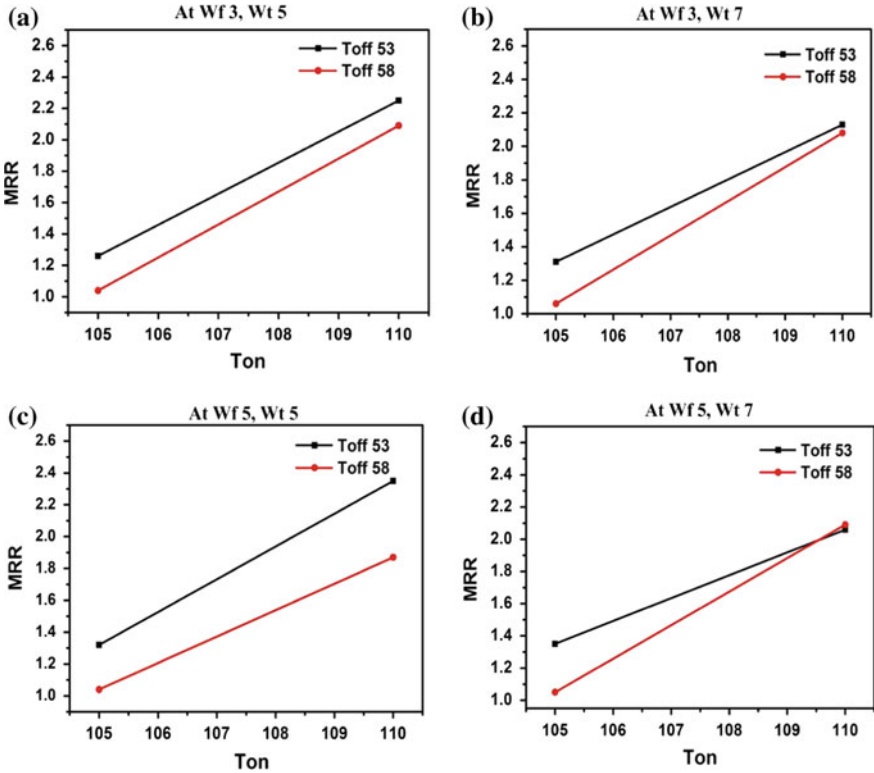 (a)
At Wf 3, Wt 5
Toff 53
Toff 58
MRR
2.6
2.4
2.2
2.0
1.8
1.6
1.4
1.2
1.0
105 106 107 108 109 110
Ton
(b)
At Wf 3, Wt 7
Toff 53
Toff 58
MRR
2.6
2.4
2.2
2.0
1.8
1.6
1.4
1.2
1.0
105 106 107 108 109 110
Ton
(c)
At Wf 5, Wt 5
Toff 53
Toff 58
MRR
2.6
2.4
2.2
2.0
1.8
1.6
1.4
1.2
1.0
105 106 107 108 109 110
Ton
(d)
At Wf 5, Wt 7
Toff 53
Toff 58
MRR
2.6
2.4
2.2
2.0
1.8
1.6
1.4
1.2
1.0
105 106 107 108 109 110
Ton